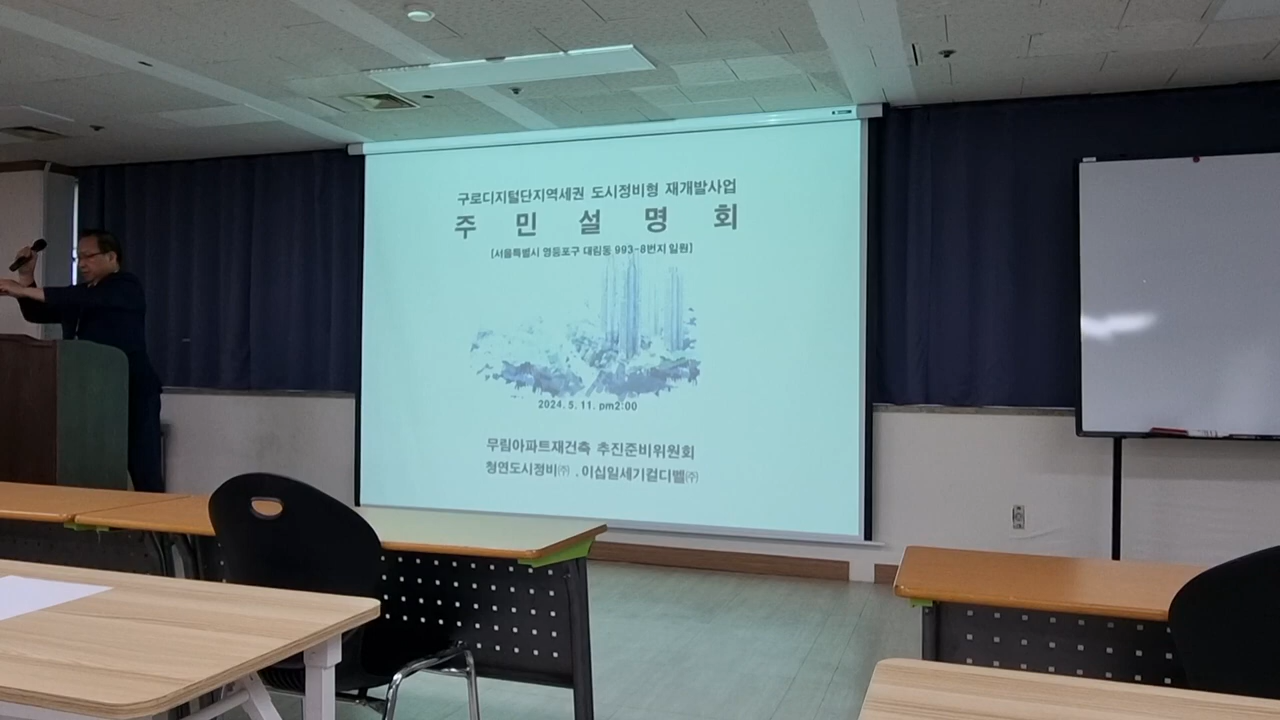 구로디지털단지역세권 도시정비형 재개발사업
주 민 설 명 회
[서울특별시 영등포구 대림동 993-8번지 일원]
2024. 5. 11. pm2:00
무림아파트재건축 추진준비위원회
청연도시정비㈜ , 이십일세기컬디벨㈜